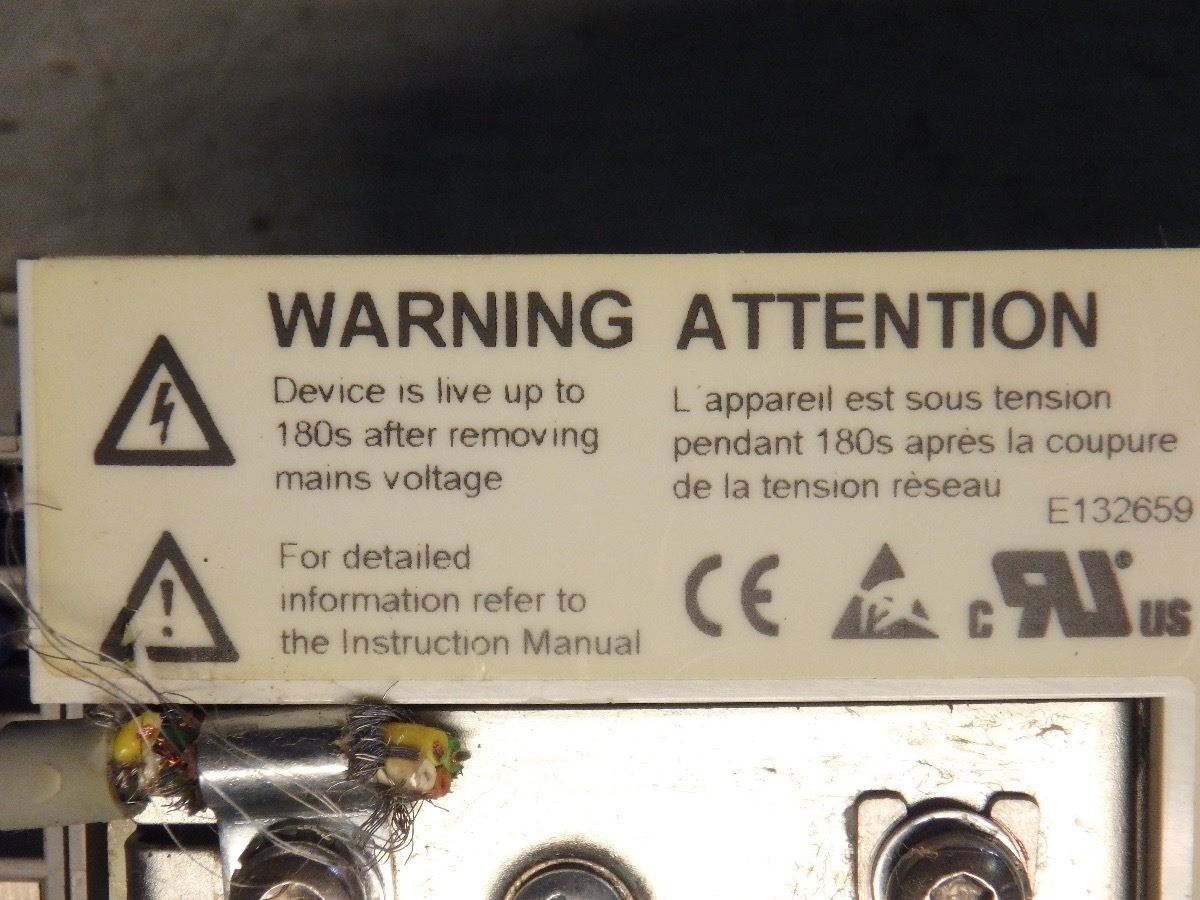 WARNING ATTENTION
Device is live up to
180s after removing
mains voltage
L'appareil est sous tension
pendant 180s après la coupure
de la tension rèseau
E132659
For detailed
information refer to
the Instruction Manual
CE
C RU® US